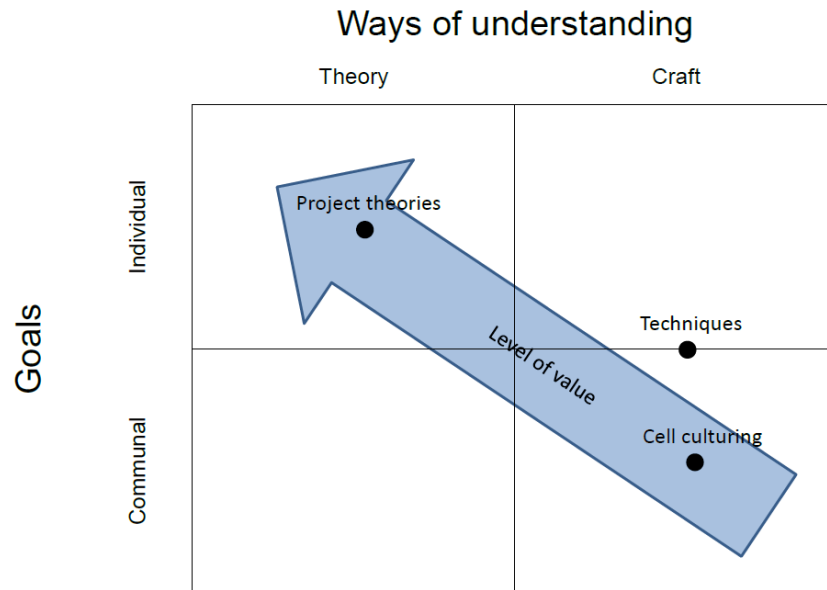 Ways of understanding
Theory
Craft
Goals
Individual
Communal
Project theories
Techniques
Level of value
Cell culturing